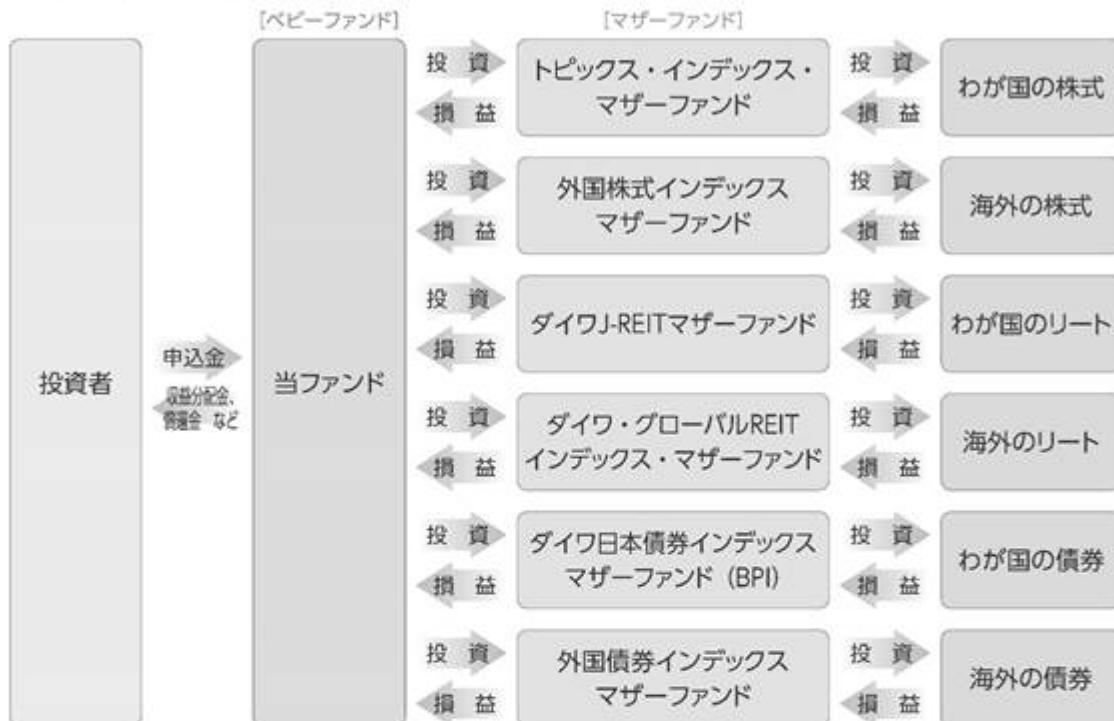 [ベビーファンド]
[マザーファンド]
投資者
申込金
収益分配金、
償還金 など
当ファンド
投 資
損 益
トピックス・インデックス・
マザーファンド
投 資
損 益
わが国の株式
投 資
損 益
外国株式インデックス
マザーファンド
投 資
損 益
海外の株式
投 資
損 益
ダイワJ-REITマザーファンド
投 資
損 益
わが国のリート
投 資
損 益
ダイワ・グローバルREIT
インデックス・マザーファンド
投 資
損 益
海外のリート
投 資
損 益
ダイワ日本債券インデックス
マザーファンド (BPI)
投 資
損 益
わが国の債券
投 資
損 益
外国債券インデックス
マザーファンド
投 資
損 益
海外の債券